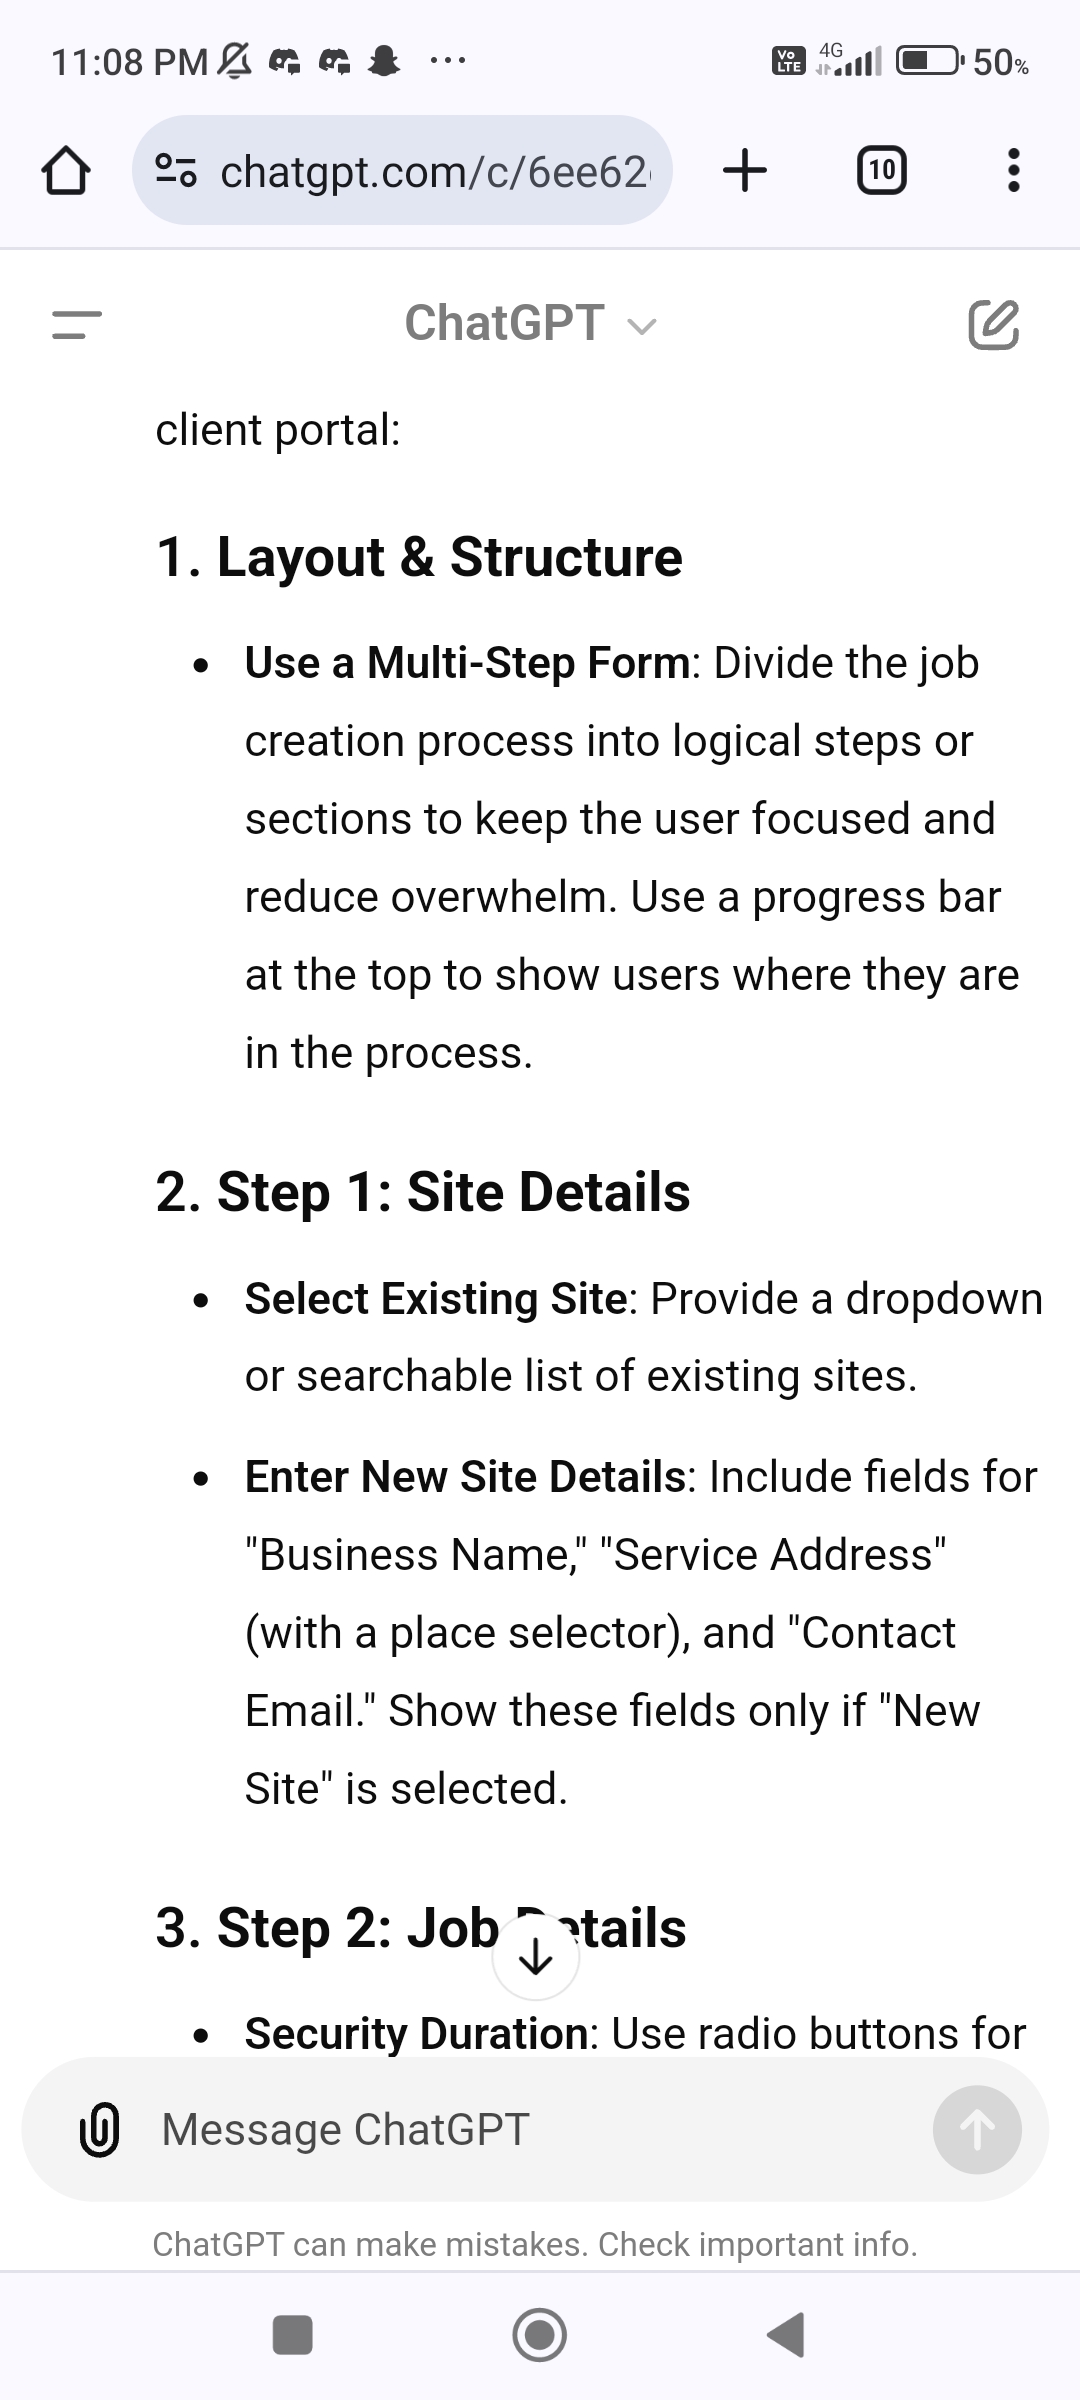 11:08 PM
Vo LTE 4G 50%
chatgpt.com/c/6ee62
10
ChatGPT
client portal:
1. Layout & Structure
• Use a Multi-Step Form: Divide the job
creation process into logical steps or
sections to keep the user focused and
reduce overwhelm. Use a progress bar
at the top to show users where they are
in the process.
2. Step 1: Site Details
• Select Existing Site: Provide a dropdown
or searchable list of existing sites.
• Enter New Site Details: Include fields for
"Business Name," "Service Address"
(with a place selector), and "Contact
Email." Show these fields only if "New
Site" is selected.
3. Step 2: Job Details
• Security Duration: Use radio buttons for
Message ChatGPT
ChatGPT can make mistakes. Check important info.